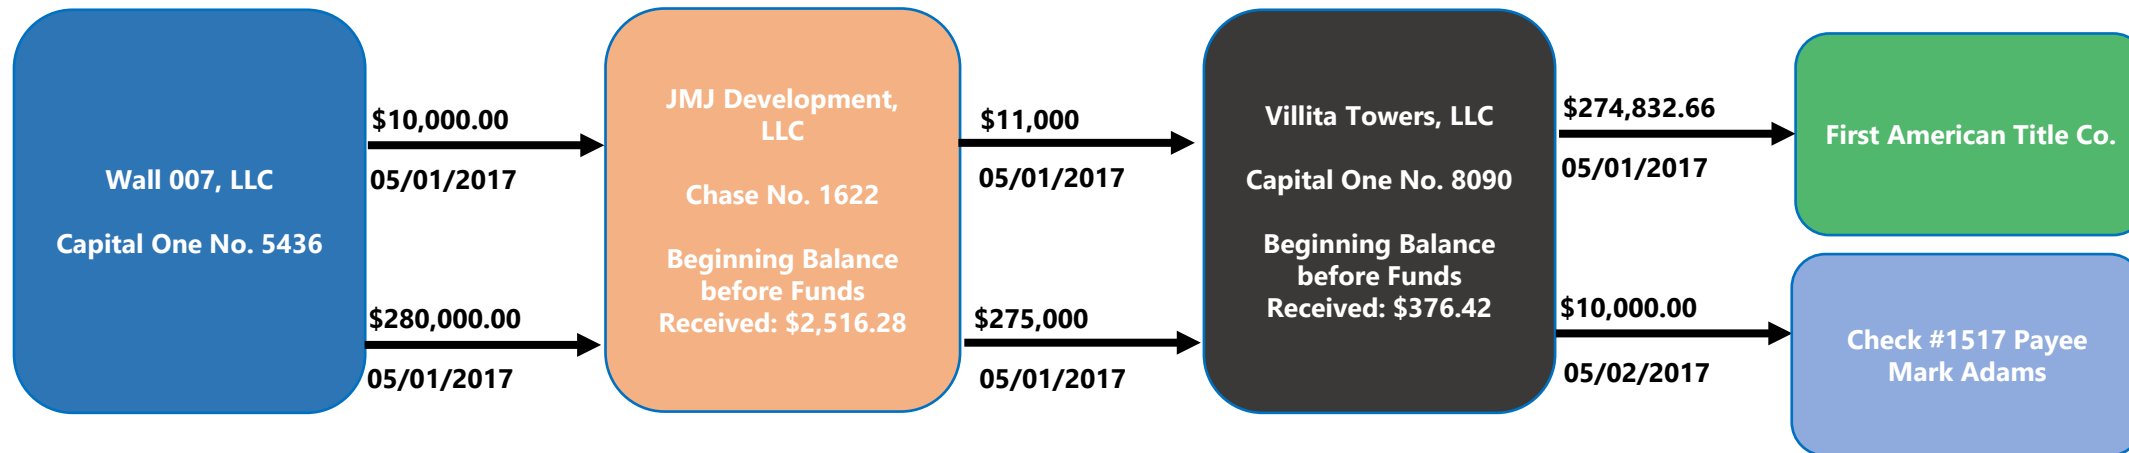 Wall 007, LLC
Capital One No. 5436
$10,000.00
05/01/2017
$280,000.00
05/01/2017
JMJ Development,
LLC
Chase No. 1622
Beginning Balance
before Funds
Received: $2,516.28
$11,000
05/01/2017
$275,000
05/01/2017
Villita Towers, LLC
Capital One No. 8090
Beginning Balance
before Funds
Received: $376.42
$274,832.66
05/01/2017
$10,000.00
05/02/2017
First American Title Co.
Check #1517 Payee
Mark Adams